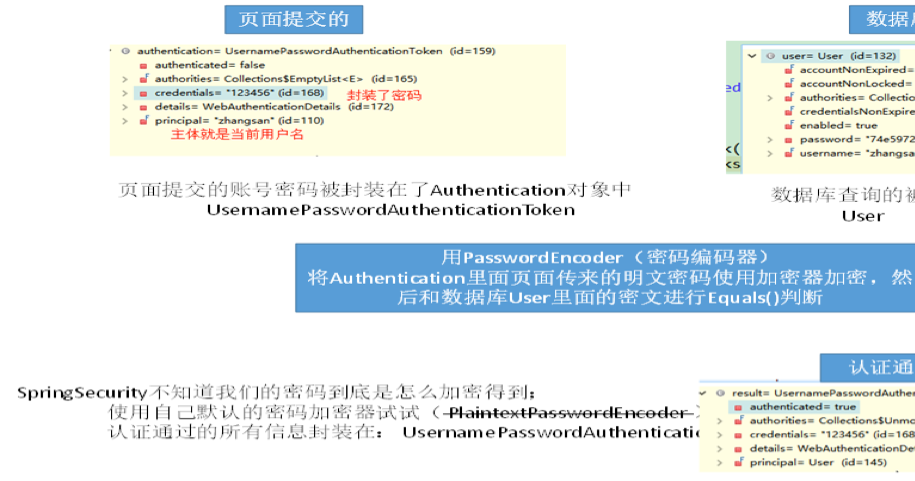 页面提交的
数据
authentication= UsernamePasswordAuthenticationToken (id=159)
authenticated= false
authorities= Collections$EmptyList<E> (id=165)
credentials= "123456" (id=168)
封装了密码
details= WebAuthenticationDetails (id=172)
principal= "zhangsan" (id=110)
主体就是当前用户名
user= User (id=132)
accountNonExpired=
accountNonLocked=
authorities= Collectio
credentialsNonExpire
enabled= true
password= "74e5972
username= "zhangsa
ed
k(
ks
页面提交的账号密码被封装在了Authentication对象中
UsernamePasswordAuthenticationToken
数据库查询的被
User
用PasswordEncoder（密码编码器）
将Authentication里面页面传来的明文密码使用加密器加密，然
后和数据库User里面的密文进行Equals()判断
认证通
SpringSecurity不知道我们的密码到底是怎么加密得到；
使用自己默认的密码加密器试试（PlaintextPasswordEncoder
认证通过的所有信息封装在： UsernamePasswordAuthenticatio
result= UsernamePasswordAuthen
authenticated= true
authorities= Collections$Unmo
credentials= "123456" (id=168
details= WebAuthenticationDet
principal= User (id=145)